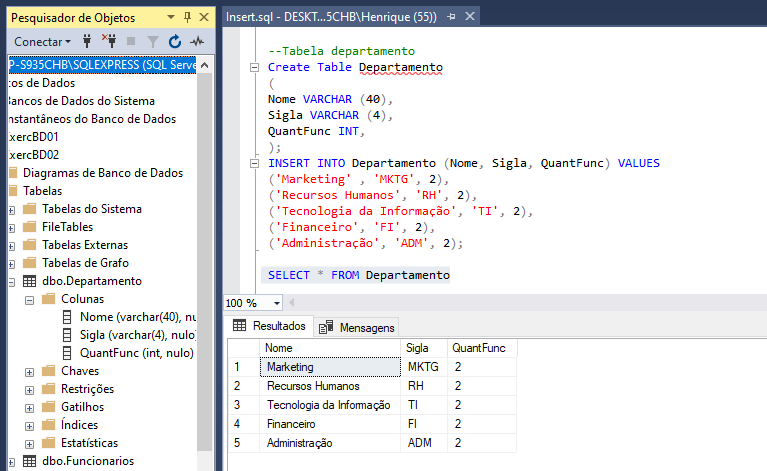 Pesquisador de Objetos
Conectar
P-S935CHB\SQLEXPRESS (SQL Serve
cos de Dados
Bancos de Dados do Sistema
nstantâneos do Banco de Dados
xercBD01
xercBD02
Diagramas de Banco de Dados
Tabelas
Tabelas do Sistema
FileTables
Tabelas Externas
Tabelas de Grafo
dbo.Departamento
Colunas
Nome (varchar(40), nu
Sigla (varchar(4), nulo)
QuantFunc (int, nulo)
Chaves
Restrições
Gatilhos
Índices
Estatísticas
dbo.Funcionarios
Insert.sql - DESKT...5CHB\Henrique (55))
--Tabela departamento
Create Table Departamento
(
Nome VARCHAR (40),
Sigla VARCHAR (4),
QuantFunc INT,
);
INSERT INTO Departamento (Nome, Sigla, QuantFunc) VALUES
('Marketing' , 'MKTG', 2),
('Recursos Humanos', 'RH', 2),
('Tecnologia da Informação', 'TI', 2),
('Financeiro', 'FI', 2),
('Administração', 'ADM', 2);
SELECT * FROM Departamento
100 %
Resultados Mensagens
Nome Sigla QuantFunc
1 Marketing MKTG 2
2 Recursos Humanos RH 2
3 Tecnologia da Informação TI 2
4 Financeiro FI 2
5 Administração ADM 2